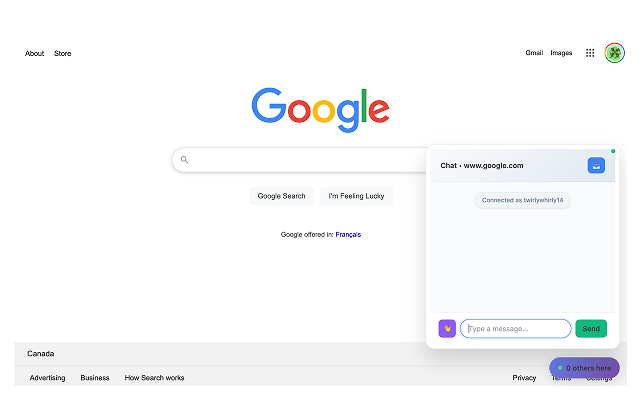 About Store
Gmail Images
Google
Google Search
I'm Feeling Lucky
Google offered in: Français
Chat • www.google.com
Connected as twirlywhirly14
Type a message...
Send
Canada
0 others here
Advertising Business How Search works
Privacy Terms Settings